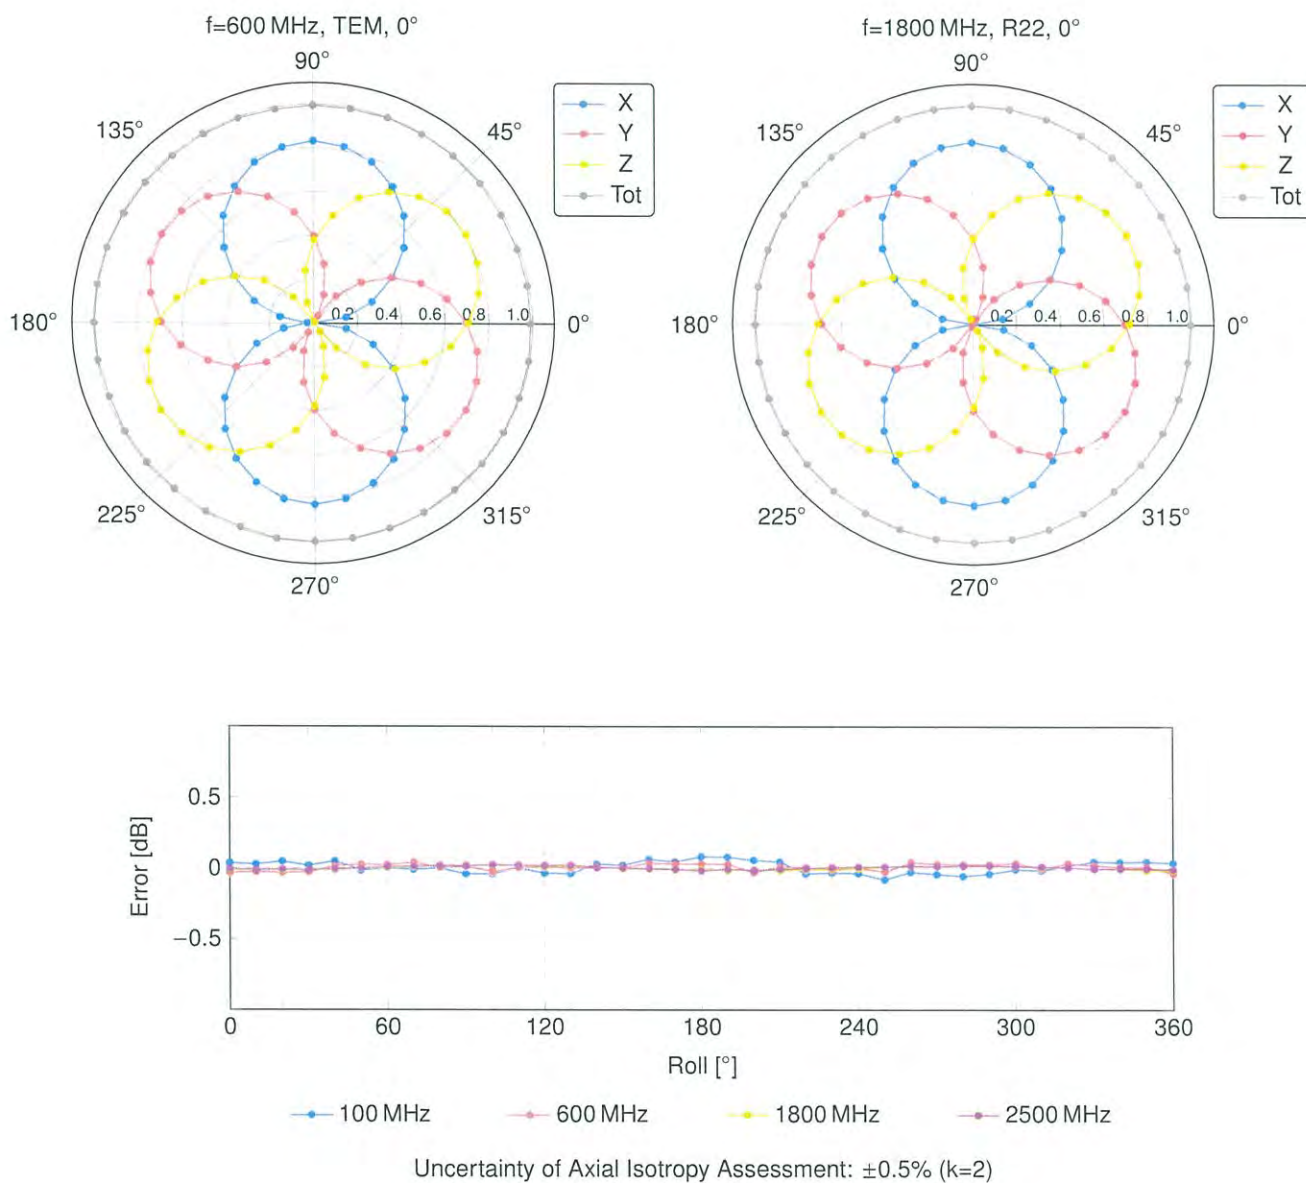 f=600 MHz, TEM, 0°
90°
135°
45°
180°
0.2 0.4 0.6 0.8 1.0
0°
225°
315°
270°
X
Y
Z
Tot
f=1800 MHz, R22, 0°
90°
135°
45°
180°
0.2 0.4 0.6 0.8 1.0
0°
225°
315°
270°
X
Y
Z
Tot
Error [dB]
0.5
0
−0.5
0 60 120 180 240 300 360
Roll [°]
100 MHz 600 MHz 1800 MHz 2500 MHz
Uncertainty of Axial Isotropy Assessment: ±0.5% (k=2)